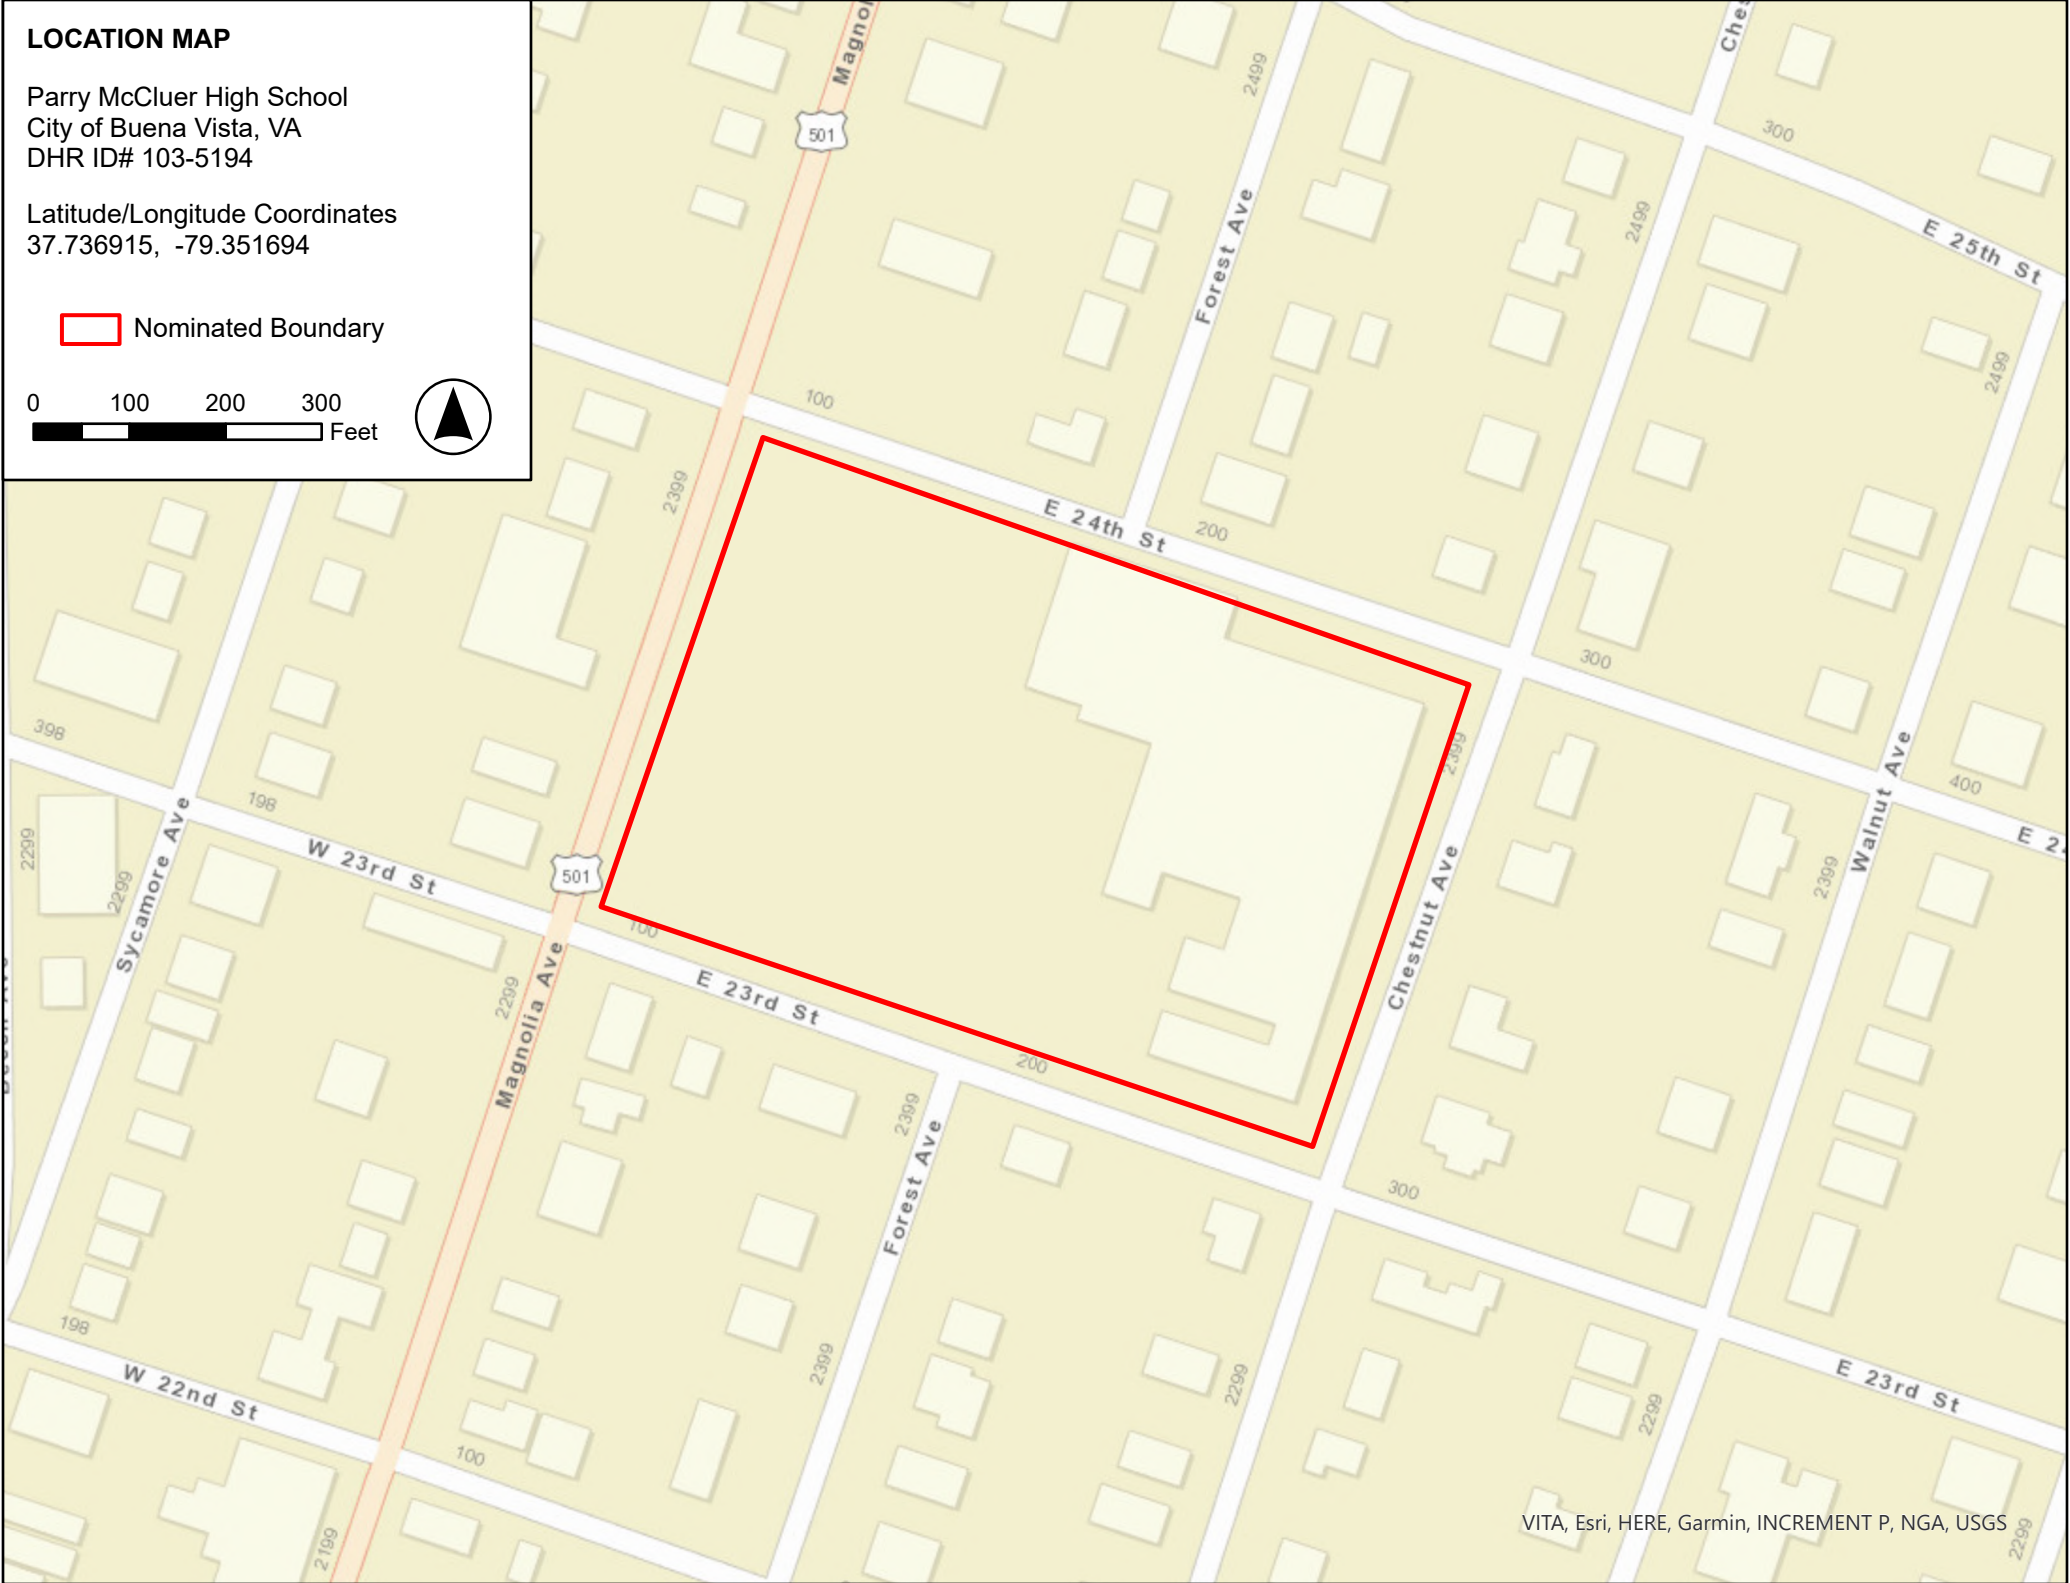 LOCATION MAP
Parry McCluer High School
City of Buena Vista, VA
DHR ID# 103-5194
Latitude/Longitude Coordinates
37.736915, -79.351694
Nominated Boundary
0 100 200 300
Feet
501
2499
300
2499
Forest Ave
E 25th St
2499
100
2399
E 24th St
200
300
398
198
2399
Walnut Ave
400
2299
2299
Sycamore Ave
W 23rd St
501
100
Chestnut Ave
2399
2299
Magnolia Ave
E 23rd St
200
2399
Forest Ave
300
198
W 22nd St
2399
2299
2299
E 23rd St
100
2199
2299
VITA, Esri, HERE, Garmin, INCREMENT P, NGA, USGS